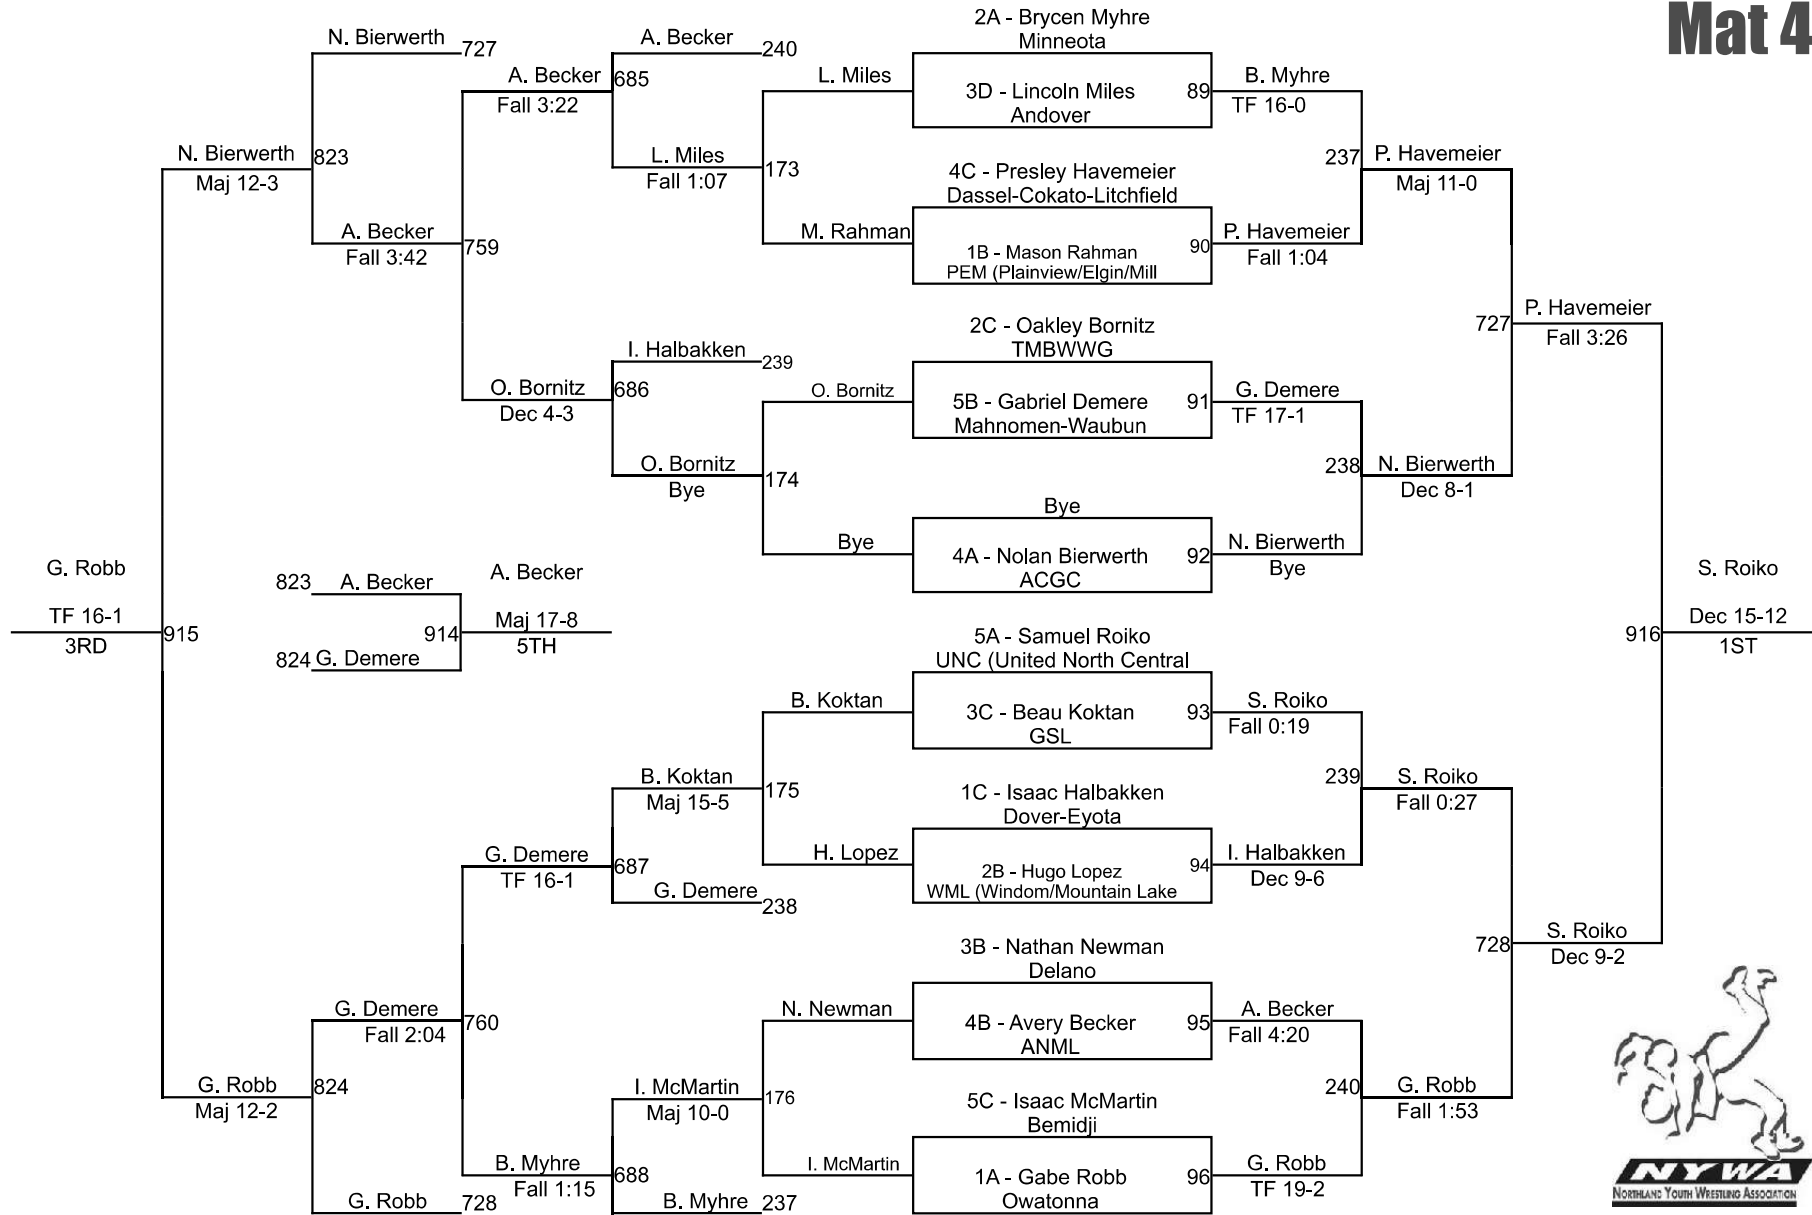 Mat 4
2A - Brycen Myhre
Minneota
3D - Lincoln Miles
Andover
89
4C - Presley Havemeier
Dassel-Cokato-Litchfield
1B - Mason Rahman
PEM (Plainview/Elgin/Mill
90
2C - Oakley Bornitz
TMBWWG
5B - Gabriel Demere
Mahnomen-Waubun
91
Bye
4A - Nolan Bierwerth
ACGC
92
5A - Samuel Roiko
UNC (United North Central
3C - Beau Koktan
GSL
93
1C - Isaac Halbakken
Dover-Eyota
2B - Hugo Lopez
WML (Windom/Mountain Lake
94
3B - Nathan Newman
Delano
4B - Avery Becker
ANML
95
5C - Isaac McMartin
Bemidji
1A - Gabe Robb
Owatonna
96
B. Myhre
TF 16-0
237
P. Havemeier
Fall 1:04
G. Demere
TF 17-1
238
N. Bierwerth
Bye
S. Roiko
Fall 0:19
239
I. Halbakken
Dec 9-6
A. Becker
Fall 4:20
240
G. Robb
TF 19-2
P. Havemeier
Maj 11-0
727
N. Bierwerth
Dec 8-1
S. Roiko
Fall 0:27
728
G. Robb
Fall 1:53
P. Havemeier
Fall 3:26
916
S. Roiko
Dec 9-2
S. Roiko
Dec 15-12
1ST
L. Miles
173
M. Rahman
O. Bornitz
174
Bye
B. Koktan
175
H. Lopez
N. Newman
176
I. McMartin
A. Becker
240
685
L. Miles
Fall 1:07
I. Halbakken
239
686
O. Bornitz
Bye
B. Koktan
Maj 15-5
687
G. Demere
238
I. McMartin
Maj 10-0
688
B. Myhre
237
A. Becker
Fall 3:22
759
O. Bornitz
Dec 4-3
G. Demere
TF 16-1
760
B. Myhre
Fall 1:15
N. Bierwerth
727
823
A. Becker
Fall 3:42
G. Demere
Fall 2:04
824
G. Robb
728
N. Bierwerth
Maj 12-3
915
G. Robb
Maj 12-2
G. Robb
TF 16-1
3RD
823
A. Becker
914
824
G. Demere
A. Becker
Maj 17-8
5TH
NYWA
NORTHLAND YOUTH WRESTLING ASSOCIATION